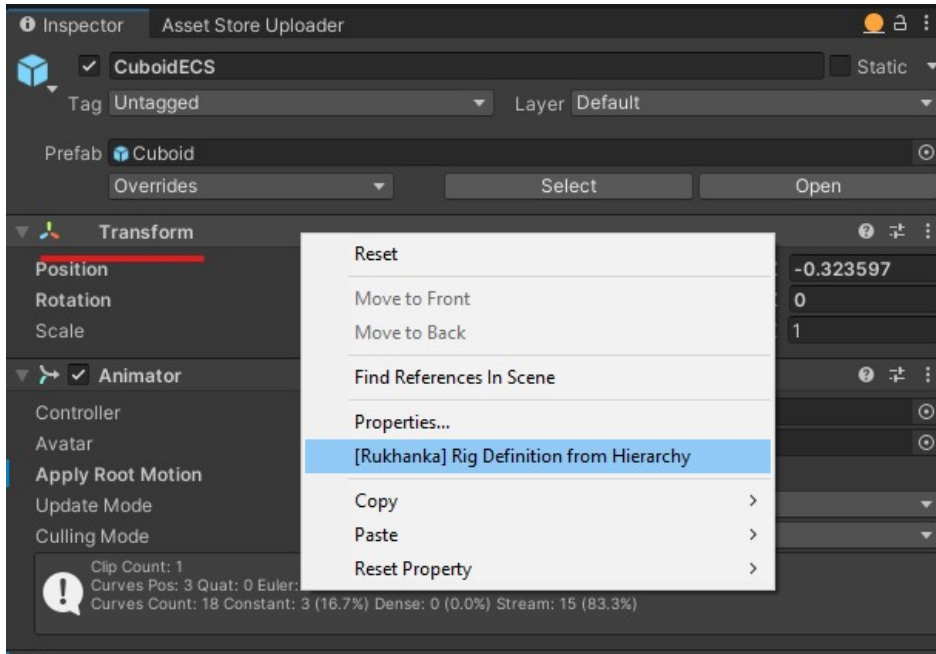 Inspector Asset Store Uploader
CuboidECS Static
Tag Untagged Layer Default
Prefab Cuboid
Overrides Select Open
Transform
Position -0.323597
Rotation 0
Scale 1
Reset
Move to Front
Move to Back
Find References In Scene
Properties...
[Rukhanka] Rig Definition from Hierarchy
Copy
Paste
Reset Property
Animator
Controller
Avatar
Apply Root Motion
Update Mode
Culling Mode
Clip Count: 1
Curves Pos: 3 Quat: 0 Euler:
Curves Count: 18 Constant: 3 (16.7%) Dense: 0 (0.0%) Stream: 15 (83.3%)